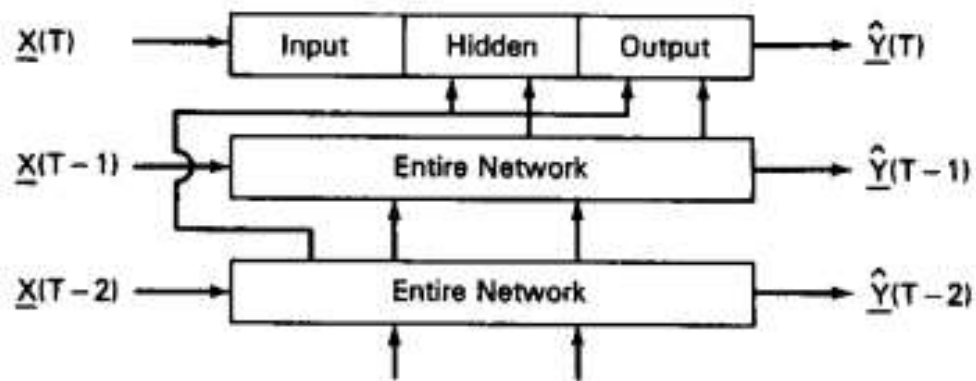 X(T) Input Hidden Output Ŷ(T)
X(T−1) Entire Network Ŷ(T−1)
X(T−2) Entire Network Ŷ(T−2)